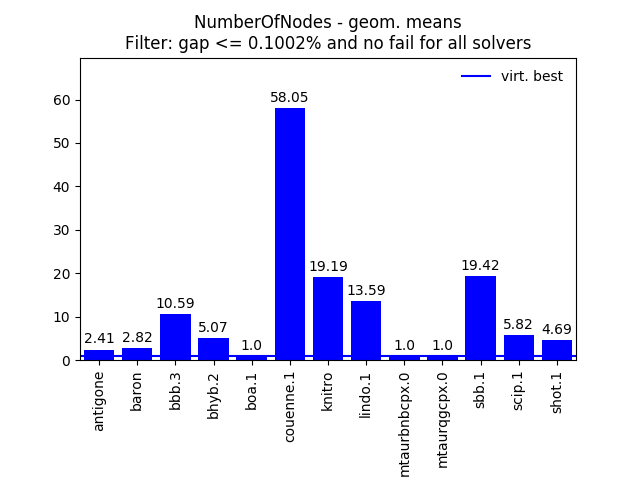 NumberOfNodes - geom. means
Filter: gap <= 0.1002% and no fail for all solvers
virt. best
60
50
40
30
20
10
0
2.41
2.82
10.59
5.07
1.0
58.05
19.19
13.59
1.0
1.0
19.42
5.82
4.69
antigone
baron
bbb.3
bhyb.2
boa.1
couenne.1
knitro
lindo.1
mtaurbnbcpx.0
mtaurqgcpx.0
sbb.1
scip.1
shot.1